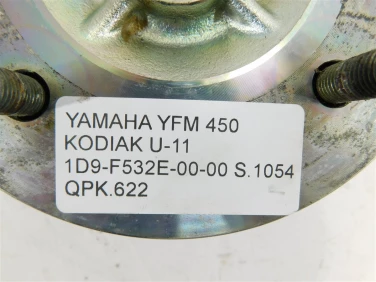 YAMAHA YFM 450
KODIAK U-11
1D9-F532E-00-00 S.1054
QPK.622